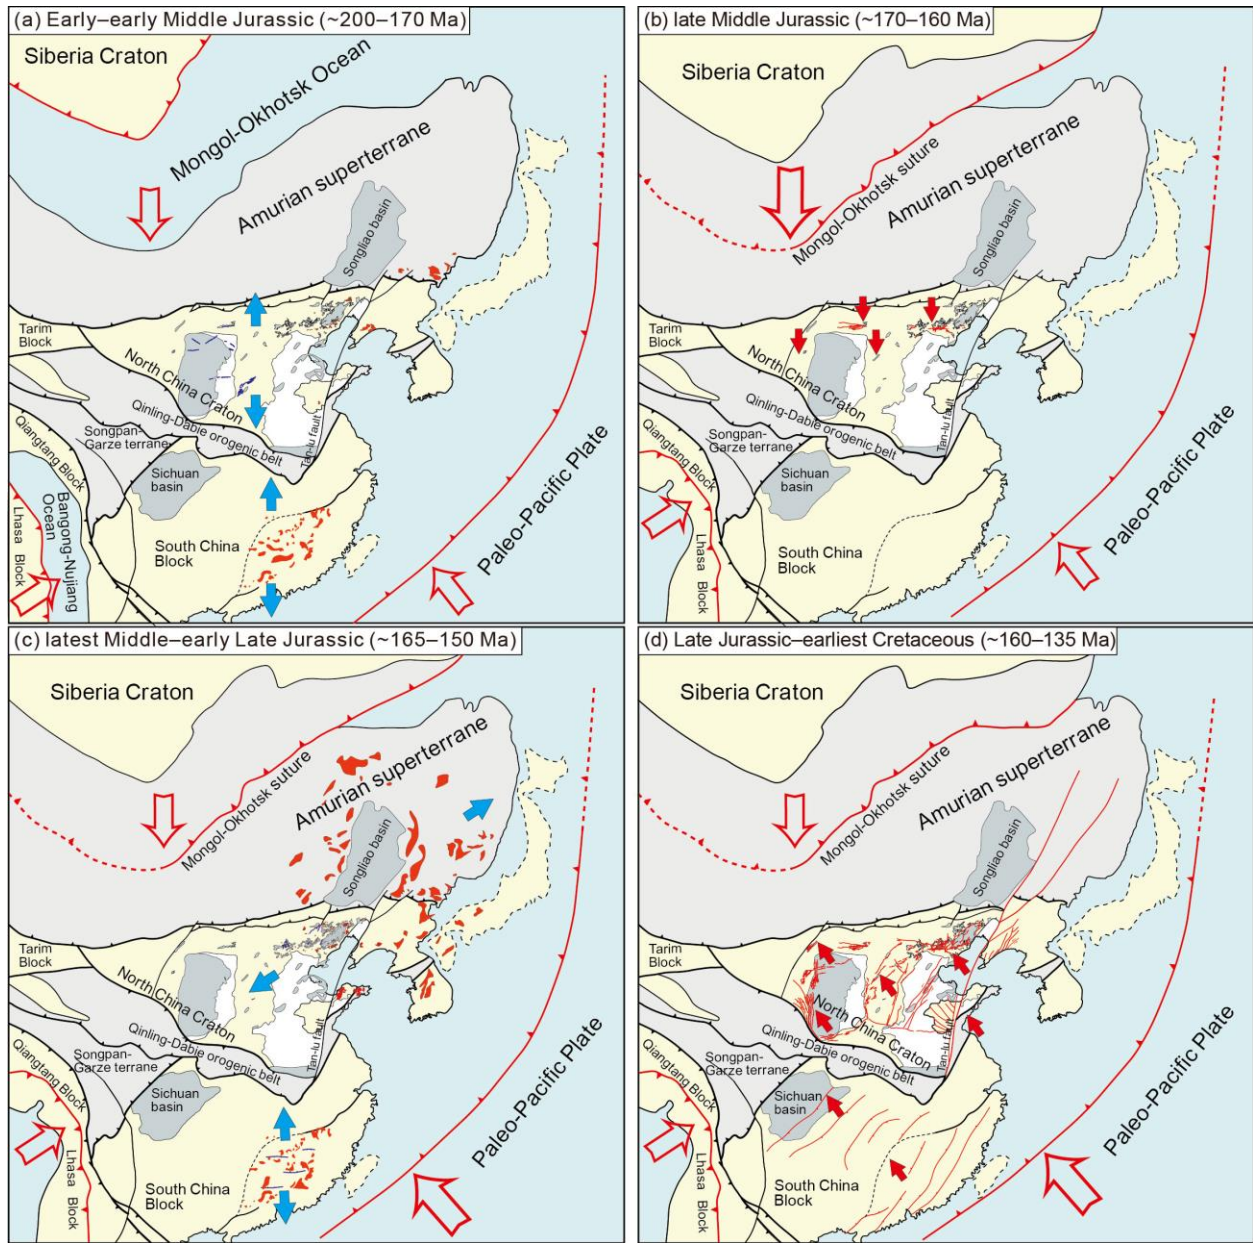 (a) Early–early Middle Jurassic (~200–170 Ma)
Siberia Craton
Mongol-Okhotsk Ocean
Amurian superterrane
Songliao basin
Tarim
Block
North China Craton
Qinling-Dabie orogenic belt
Tan-lu fault
Songpan-
Garze terrane
Qiangtang Block
Sichuan
basin
Bangong-Nujiang
Ocean
Lhasa Block
South China
Block
Paleo-Pacific Plate
(b) late Middle Jurassic (~170–160 Ma)
Siberia Craton
Mongol-Okhotsk suture
Amurian superterrane
Songliao basin
Tarim
Block
North China Craton
Qinling-Dabie orogenic belt
Tan-lu fault
Songpan-
Garze terrane
Qiangtang Block
Sichuan
basin
Lhasa Block
South China
Block
Paleo-Pacific Plate
(c) latest Middle–early Late Jurassic (~165–150 Ma)
Siberia Craton
Mongol-Okhotsk suture
Amurian superterrane
Songliao basin
Tarim
Block
North China Craton
Qinling-Dabie orogenic belt
Tan-lu fault
Songpan-
Garze terrane
Qiangtang Block
Sichuan
basin
Lhasa Block
South China
Block
Paleo-Pacific Plate
(d) Late Jurassic–earliest Cretaceous (~160–135 Ma)
Siberia Craton
Mongol-Okhotsk suture
Amurian superterrane
Songliao basin
Tarim
Block
North China Craton
Qinling-Dabie orogenic belt
Tan-lu fault
Songpan-
Garze terrane
Qiangtang Block
Sichuan
basin
Lhasa Block
South China
Block
Paleo-Pacific Plate